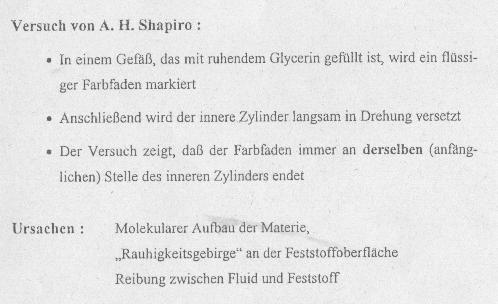 Versuch von A. H. Shapiro :
• In einem Gefäß, das mit ruhendem Glycerin gefüllt ist, wird ein flüssi-
ger Farbfaden markiert
• Anschließend wird der innere Zylinder langsam in Drehung versetzt
• Der Versuch zeigt, daß der Farbfaden immer an derselben (anfäng-
lichen) Stelle des inneren Zylinders endet
Ursachen : Molekularer Aufbau der Materie,
„Rauhigkeitsgebirge“ an der Feststoffoberfläche
Reibung zwischen Fluid und Feststoff